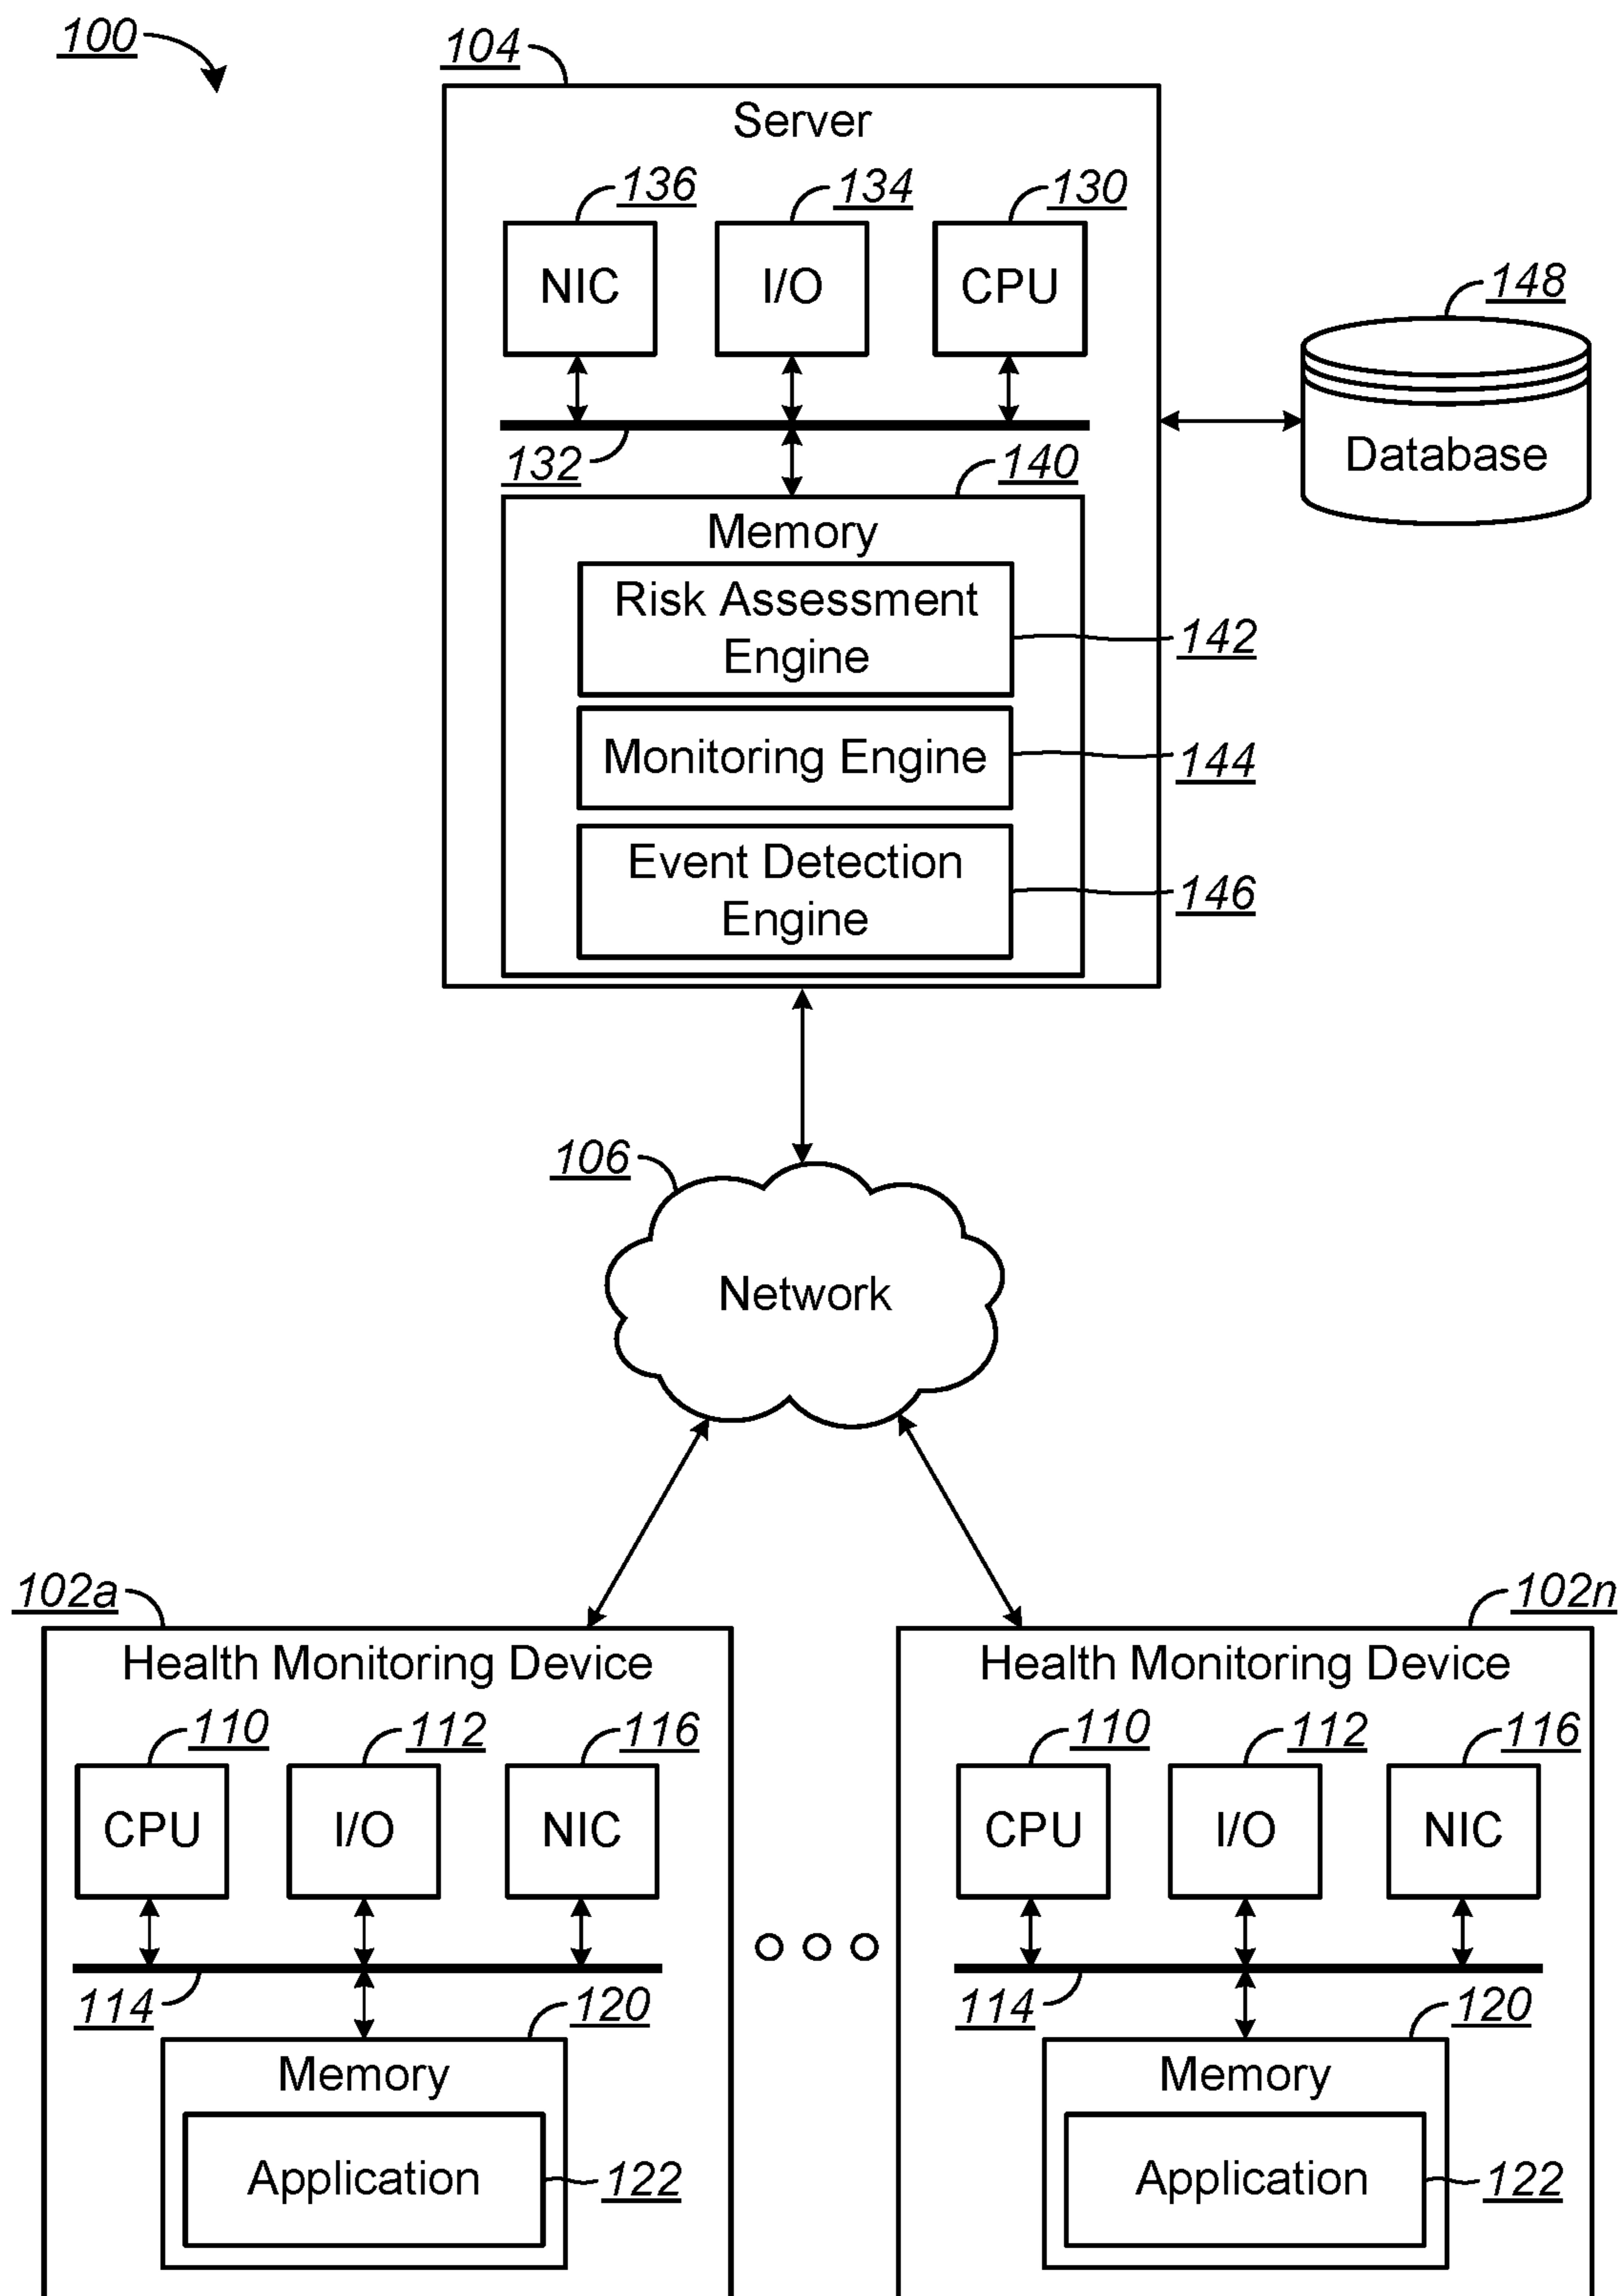 100
104
Server
136
134
130
NIC
I/O
CPU
148
132
140
Database
Memory
Risk Assessment
Engine
142
Monitoring Engine
144
Event Detection
Engine
146
106
Network
102a
102n
Health Monitoring Device
Health Monitoring Device
110
112
116
110
112
116
CPU
I/O
NIC
CPU
I/O
NIC
114
120
114
120
Memory
Memory
Application
122
Application
122